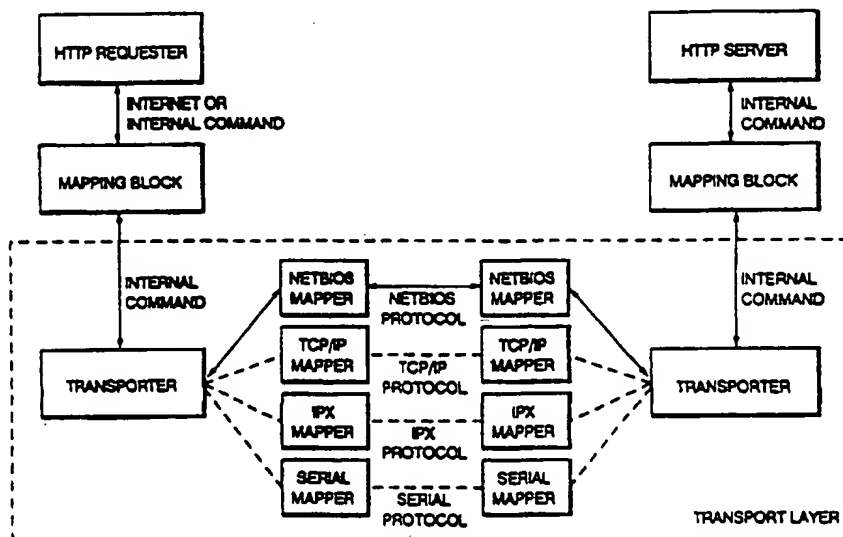 HTTP REQUESTER
HTTP SERVER
INTERNET OR
INTERNAL COMMAND
INTERNAL
COMMAND
MAPPING BLOCK
MAPPING BLOCK
INTERNAL
COMMAND
NETBIOS
MAPPER
NETBIOS
PROTOCOL
NETBIOS
MAPPER
INTERNAL
COMMAND
TRANSPORTER
TCP/IP
MAPPER
TCP/IP
PROTOCOL
TCP/IP
MAPPER
TRANSPORTER
IPX
MAPPER
IPX
PROTOCOL
IPX
MAPPER
SERIAL
MAPPER
SERIAL
PROTOCOL
SERIAL
MAPPER
TRANSPORT LAYER